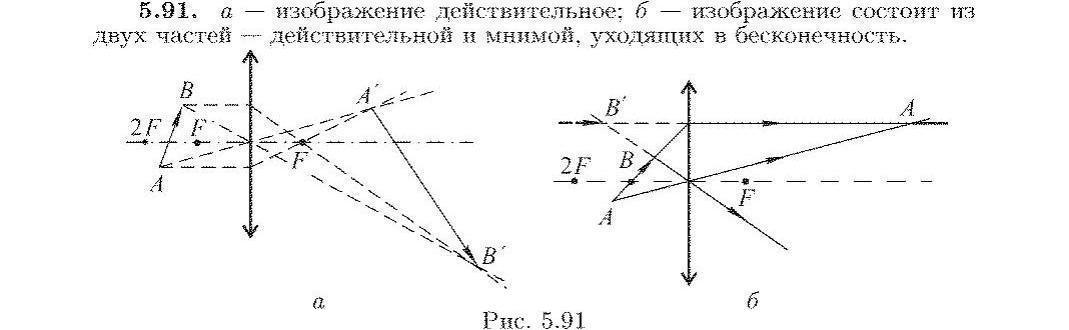 5.91. а — изображение действительное; б — изображение состоит из
двух частей — действительной и мнимой, уходящих в бесконечность.
B
A′
2F
F
F
A
B′
B′
A
2F
B
F
A
а
б
Рис. 5.91